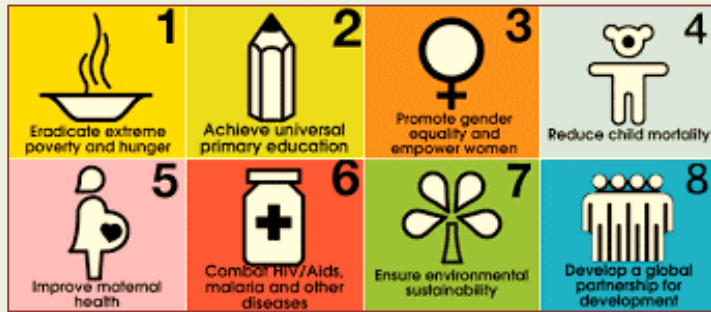 1
Eradicate extreme
poverty and hunger
2
Achieve universal
primary education
3
Promote gender
equality and
empower women
4
Reduce child mortality
5
Improve maternal
health
6
Combat HIV/Aids,
malaria and other
diseases
7
Ensure environmental
sustainability
8
Develop a global
partnership for
development